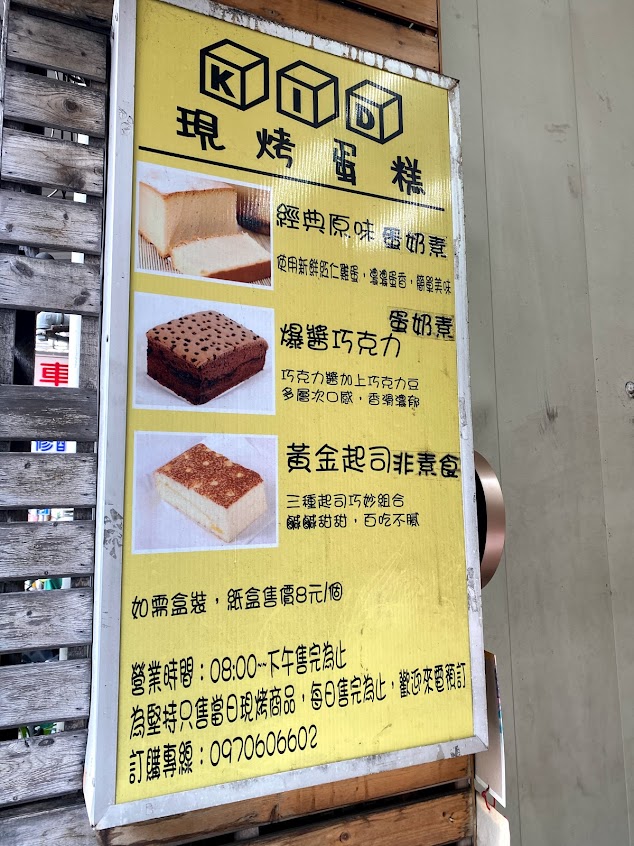 KID
現烤蛋糕
經典原味 蛋奶素
使用新鮮胚仁雞蛋，濃濃蛋香，簡單美味
蛋奶素
爆醬巧克力
巧克力醬加上巧克力豆
多層次口感，香滑濃郁
黃金起司非素食
三種起司巧妙組合
鹹鹹甜甜，百吃不膩
如需盒裝，紙盒售價8元/個
營業時間：08:00~下午售完為止
為堅持只售當日現烤商品，每日售完為止，歡迎來電預訂
訂購專線：0970606602
車
修